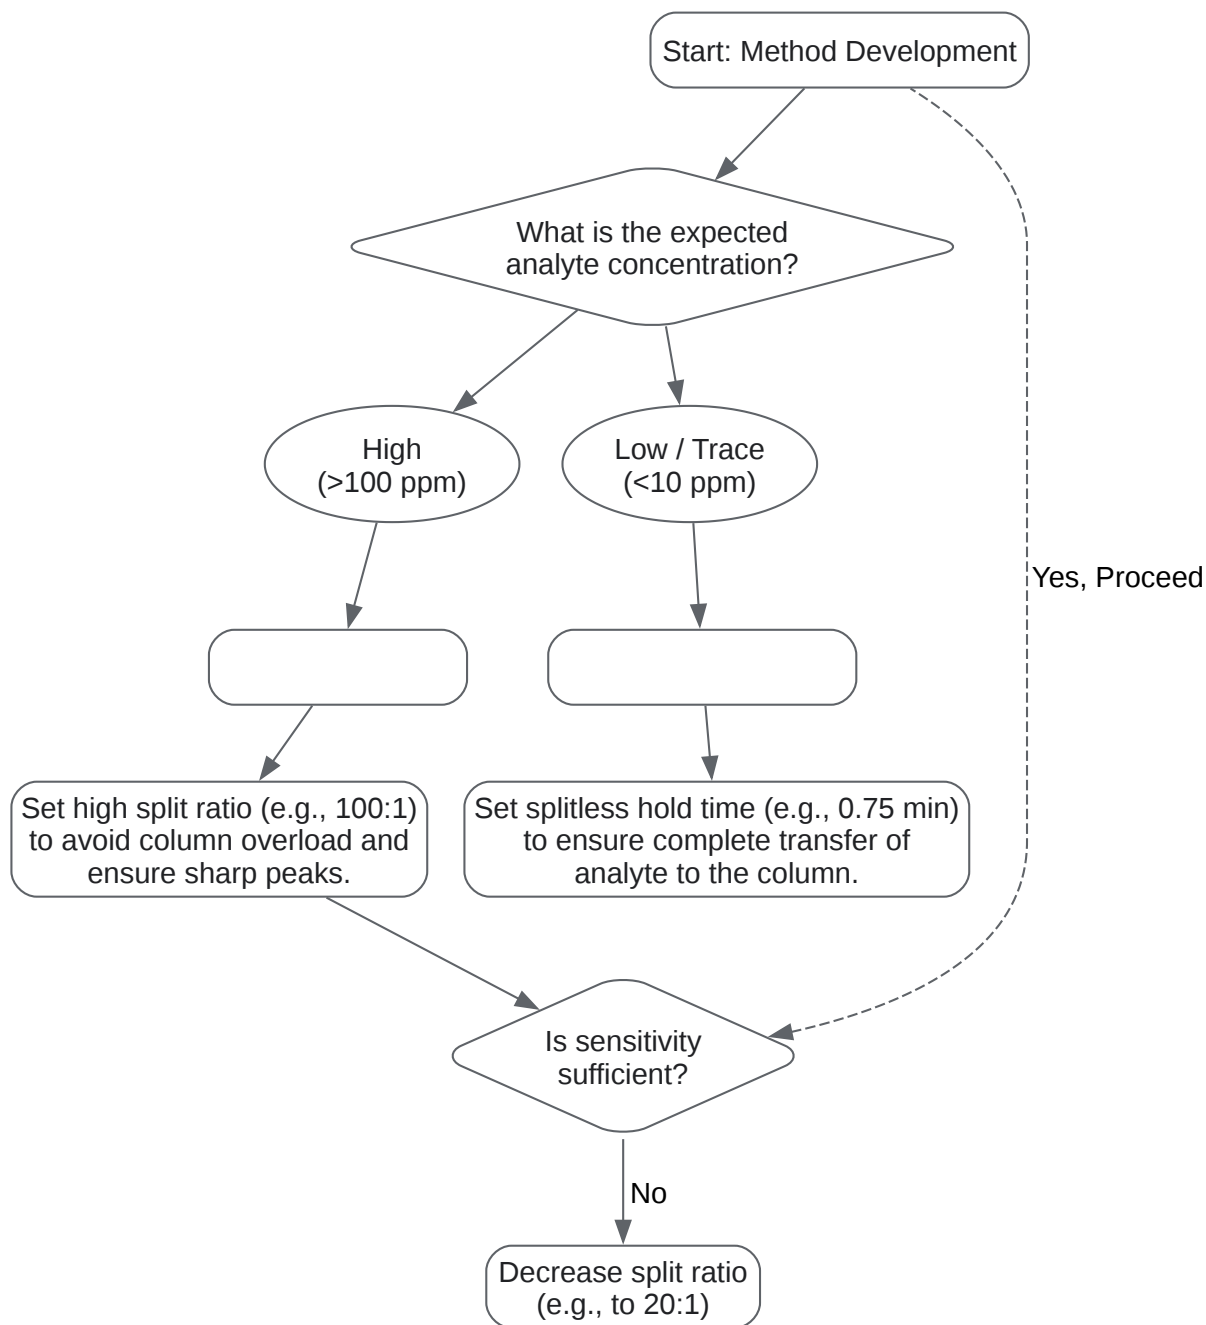 Start: Method Development
What is the expected
analyte concentration?
High
(>100 ppm)
Low / Trace
(<10 ppm)
Yes, Proceed
Set high split ratio (e.g., 100:1)
to avoid column overload and
ensure sharp peaks.
Set splitless hold time (e.g., 0.75 min)
to ensure complete transfer of
analyte to the column.
Is sensitivity
sufficient?
No
Decrease split ratio
(e.g., to 20:1)